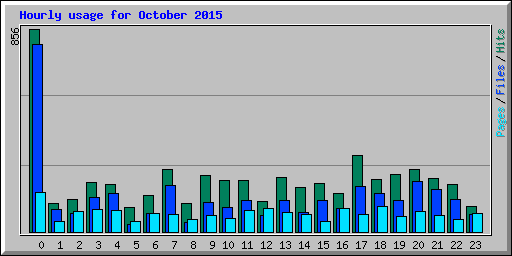 Hourly usage for October 2015
856
Pages / Files / Hits
0 1 2 3 4 5 6 7 8 9 10 11 12 13 14 15 16 17 18 19 20 21 22 23